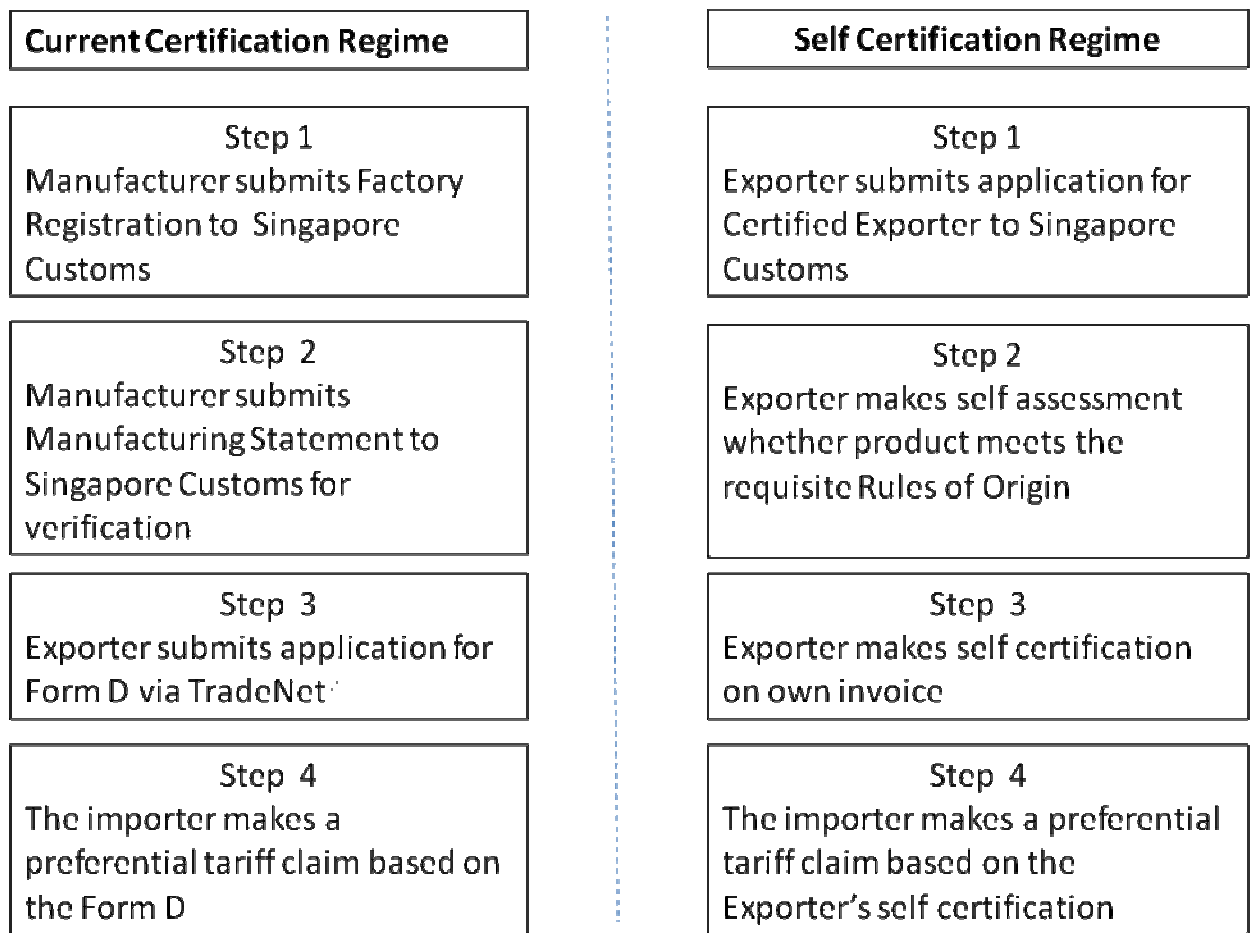 Current Certification Regime
Step 1
Manufacturer submits Factory
Registration to Singapore
Customs
Step 2
Manufacturer submits
Manufacturing Statement to
Singapore Customs for
verification
Step 3
Exporter submits application for
Form D via TradeNet
Step 4
The importer makes a
preferential tariff claim based on
the Form D
Self Certification Regime
Step 1
Exporter submits application for
Certified Exporter to Singapore
Customs
Step 2
Exporter makes self assessment
whether product meets the
requisite Rules of Origin
Step 3
Exporter makes self certification
on own invoice
Step 4
The importer makes a preferential
tariff claim based on the
Exporter's self certification